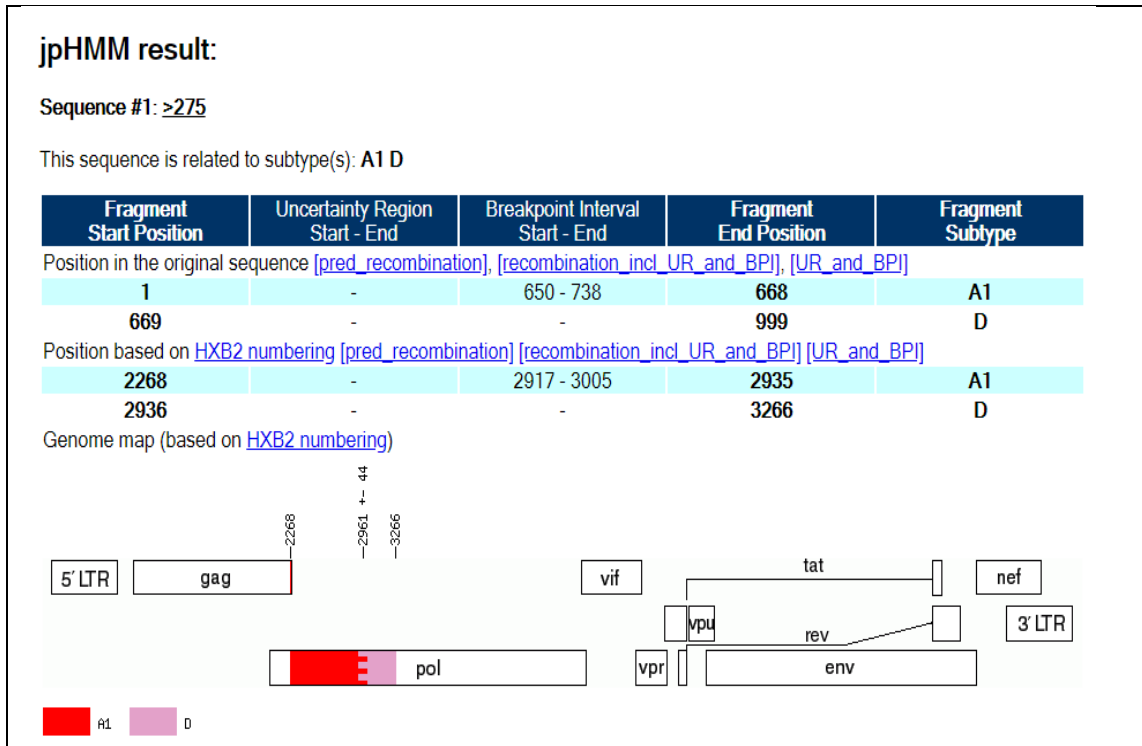 jpHMM result:
Sequence #1: >275
This sequence is related to subtype(s): A1 D
Fragment Start Position Uncertainty Region Start - End Breakpoint Interval Start - End Fragment End Position Fragment Subtype
Position in the original sequence [pred_recombination], [recombination_incl_UR_and_BPI], [UR_and_BPI]
1 - 650 - 738 668 A1
669 - - 999 D
Position based on HXB2 numbering [pred_recombination] [recombination_incl_UR_and_BPI] [UR_and_BPI]
2268 - 2917 - 3005 2935 A1
2936 - - 3266 D
Genome map (based on HXB2 numbering)
2268
2961 +- 44
3266
5' LTR gag vif tat nef
vpu rev 3' LTR
pol vpr env
A1 D